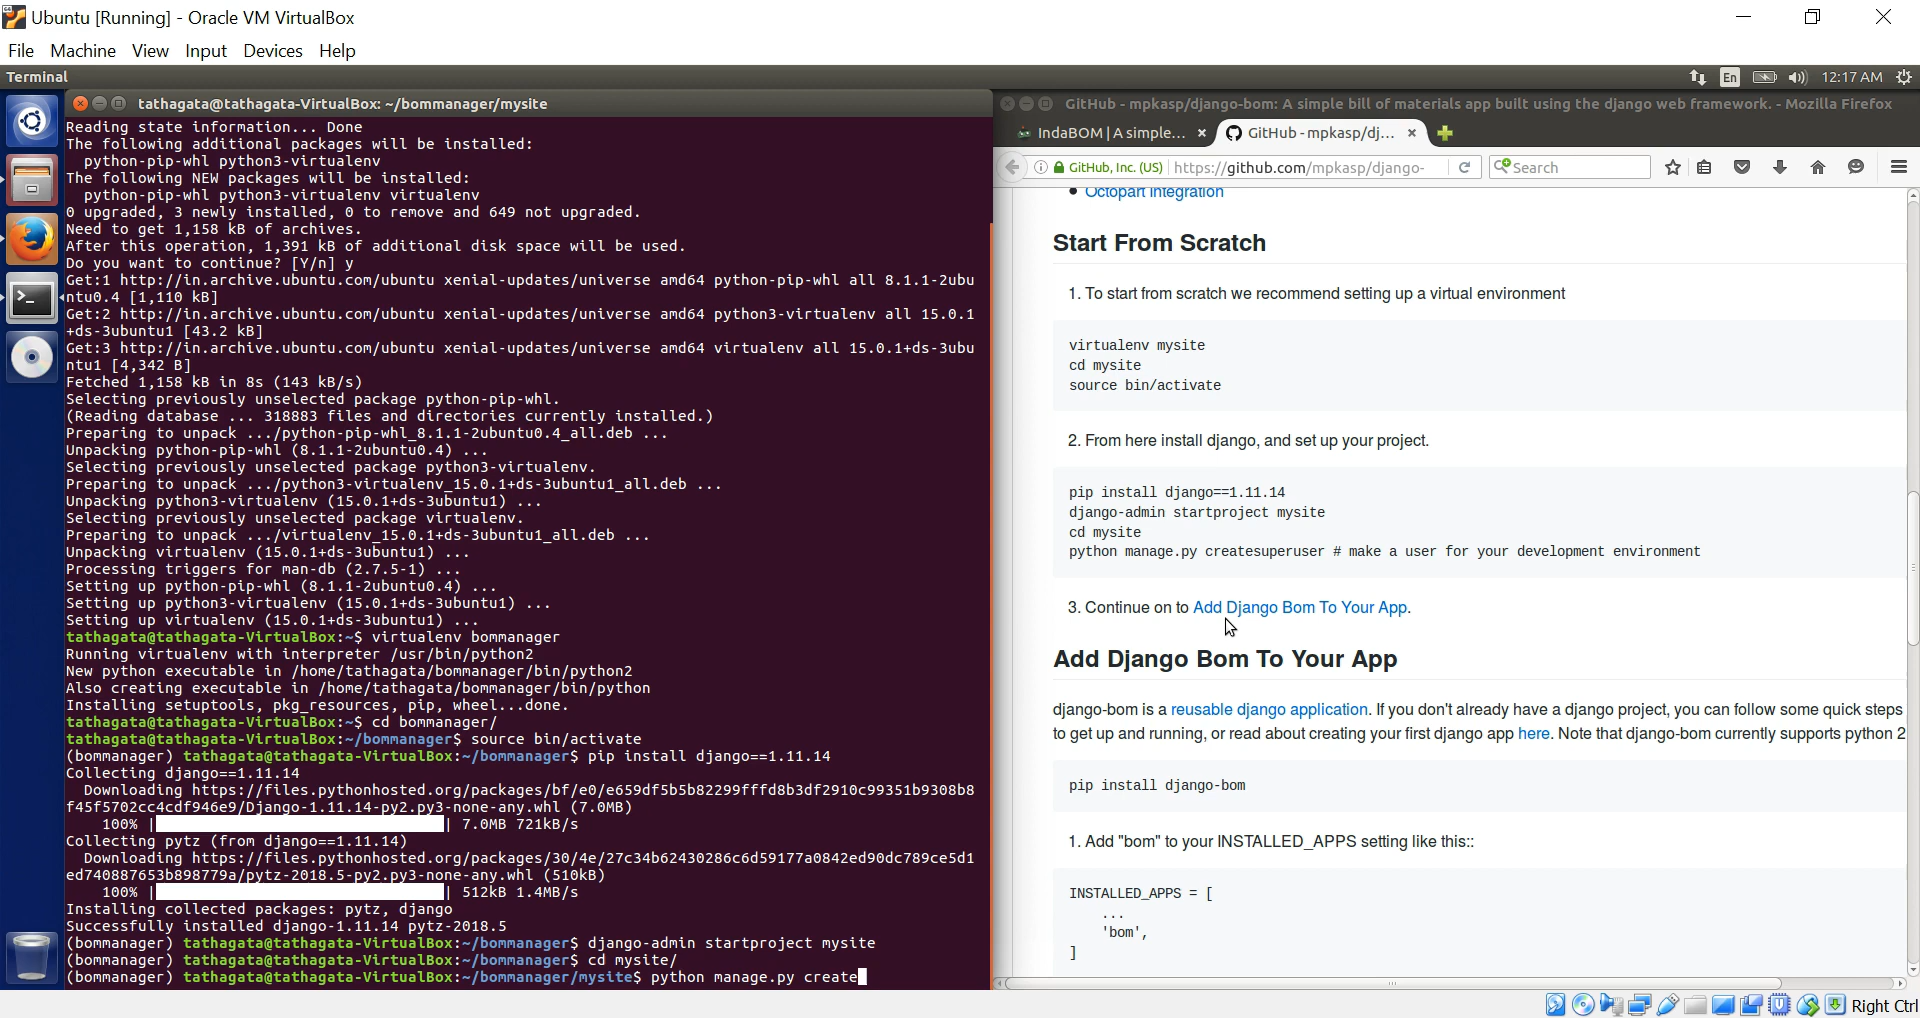 Ubuntu [Running] - Oracle VM VirtualBox
File Machine View Input Devices Help
Terminal
En
12:17 AM
tathagata@tathagata-VirtualBox: ~/bommanager/mysite
Reading state information... Done
The following additional packages will be installed:
  python-pip-whl python3-virtualenv
The following NEW packages will be installed:
  python-pip-whl python3-virtualenv virtualenv
0 upgraded, 3 newly installed, 0 to remove and 649 not upgraded.
Need to get 1,158 kB of archives.
After this operation, 1,391 kB of additional disk space will be used.
Do you want to continue? [Y/n] y
Get:1 http://in.archive.ubuntu.com/ubuntu xenial-updates/universe amd64 python-pip-whl all 8.1.1-2ubu
ntu0.4 [1,110 kB]
Get:2 http://in.archive.ubuntu.com/ubuntu xenial-updates/universe amd64 python3-virtualenv all 15.0.1
+ds-3ubuntu1 [43.2 kB]
Get:3 http://in.archive.ubuntu.com/ubuntu xenial-updates/universe amd64 virtualenv all 15.0.1+ds-3ubu
ntu1 [4,342 B]
Fetched 1,158 kB in 8s (143 kB/s)
Selecting previously unselected package python-pip-whl.
(Reading database ... 318883 files and directories currently installed.)
Preparing to unpack .../python-pip-whl_8.1.1-2ubuntu0.4_all.deb ...
Unpacking python-pip-whl (8.1.1-2ubuntu0.4) ...
Selecting previously unselected package python3-virtualenv.
Preparing to unpack .../python3-virtualenv_15.0.1+ds-3ubuntu1_all.deb ...
Unpacking python3-virtualenv (15.0.1+ds-3ubuntu1) ...
Selecting previously unselected package virtualenv.
Preparing to unpack .../virtualenv_15.0.1+ds-3ubuntu1_all.deb ...
Unpacking virtualenv (15.0.1+ds-3ubuntu1) ...
Processing triggers for man-db (2.7.5-1) ...
Setting up python-pip-whl (8.1.1-2ubuntu0.4) ...
Setting up python3-virtualenv (15.0.1+ds-3ubuntu1) ...
Setting up virtualenv (15.0.1+ds-3ubuntu1) ...
tathagata@tathagata-VirtualBox:~$ virtualenv bommanager
Running virtualenv with interpreter /usr/bin/python2
New python executable in /home/tathagata/bommanager/bin/python2
Also creating executable in /home/tathagata/bommanager/bin/python
Installing setuptools, pkg_resources, pip, wheel...done.
tathagata@tathagata-VirtualBox:~$ cd bommanager/
tathagata@tathagata-VirtualBox:~/bommanager$ source bin/activate
(bommanager) tathagata@tathagata-VirtualBox:~/bommanager$ pip install django==1.11.14
Collecting django==1.11.14
  Downloading https://files.pythonhosted.org/packages/bf/e0/e659df5b5b82299fffd8b3df2910c99351b9308b8
f45f5702cc4cdf946e9/Django-1.11.14-py2.py3-none-any.whl (7.0MB)
    100% | | 7.0MB 721kB/s
Collecting pytz (from django==1.11.14)
  Downloading https://files.pythonhosted.org/packages/30/4e/27c34b62430286c6d59177a0842ed90dc789ce5d1
ed740887653b898779a/pytz-2018.5-py2.py3-none-any.whl (510kB)
    100% | | 512kB 1.4MB/s
Installing collected packages: pytz, django
Successfully installed django-1.11.14 pytz-2018.5
(bommanager) tathagata@tathagata-VirtualBox:~/bommanager$ django-admin startproject mysite
(bommanager) tathagata@tathagata-VirtualBox:~/bommanager$ cd mysite/
(bommanager) tathagata@tathagata-VirtualBox:~/bommanager/mysite$ python manage.py create
GitHub - mpkasp/django-bom: A simple bill of materials app built using the django web framework. - Mozilla Firefox
IndaBOM | A simple...
GitHub - mpkasp/dj...
GitHub, Inc. (US)
https://github.com/mpkasp/django-
Search
Octopart integration
Start From Scratch
1. To start from scratch we recommend setting up a virtual environment
virtualenv mysite
cd mysite
source bin/activate
2. From here install django, and set up your project.
pip install django==1.11.14
django-admin startproject mysite
cd mysite
python manage.py createsuperuser # make a user for your development environment
3. Continue on to Add Django Bom To Your App.
Add Django Bom To Your App
django-bom is a reusable django application. If you don't already have a django project, you can follow some quick steps
to get up and running, or read about creating your first django app here. Note that django-bom currently supports python 2
pip install django-bom
1. Add "bom" to your INSTALLED_APPS setting like this::
INSTALLED_APPS = [
    ...
    'bom',
]
Right Ctrl